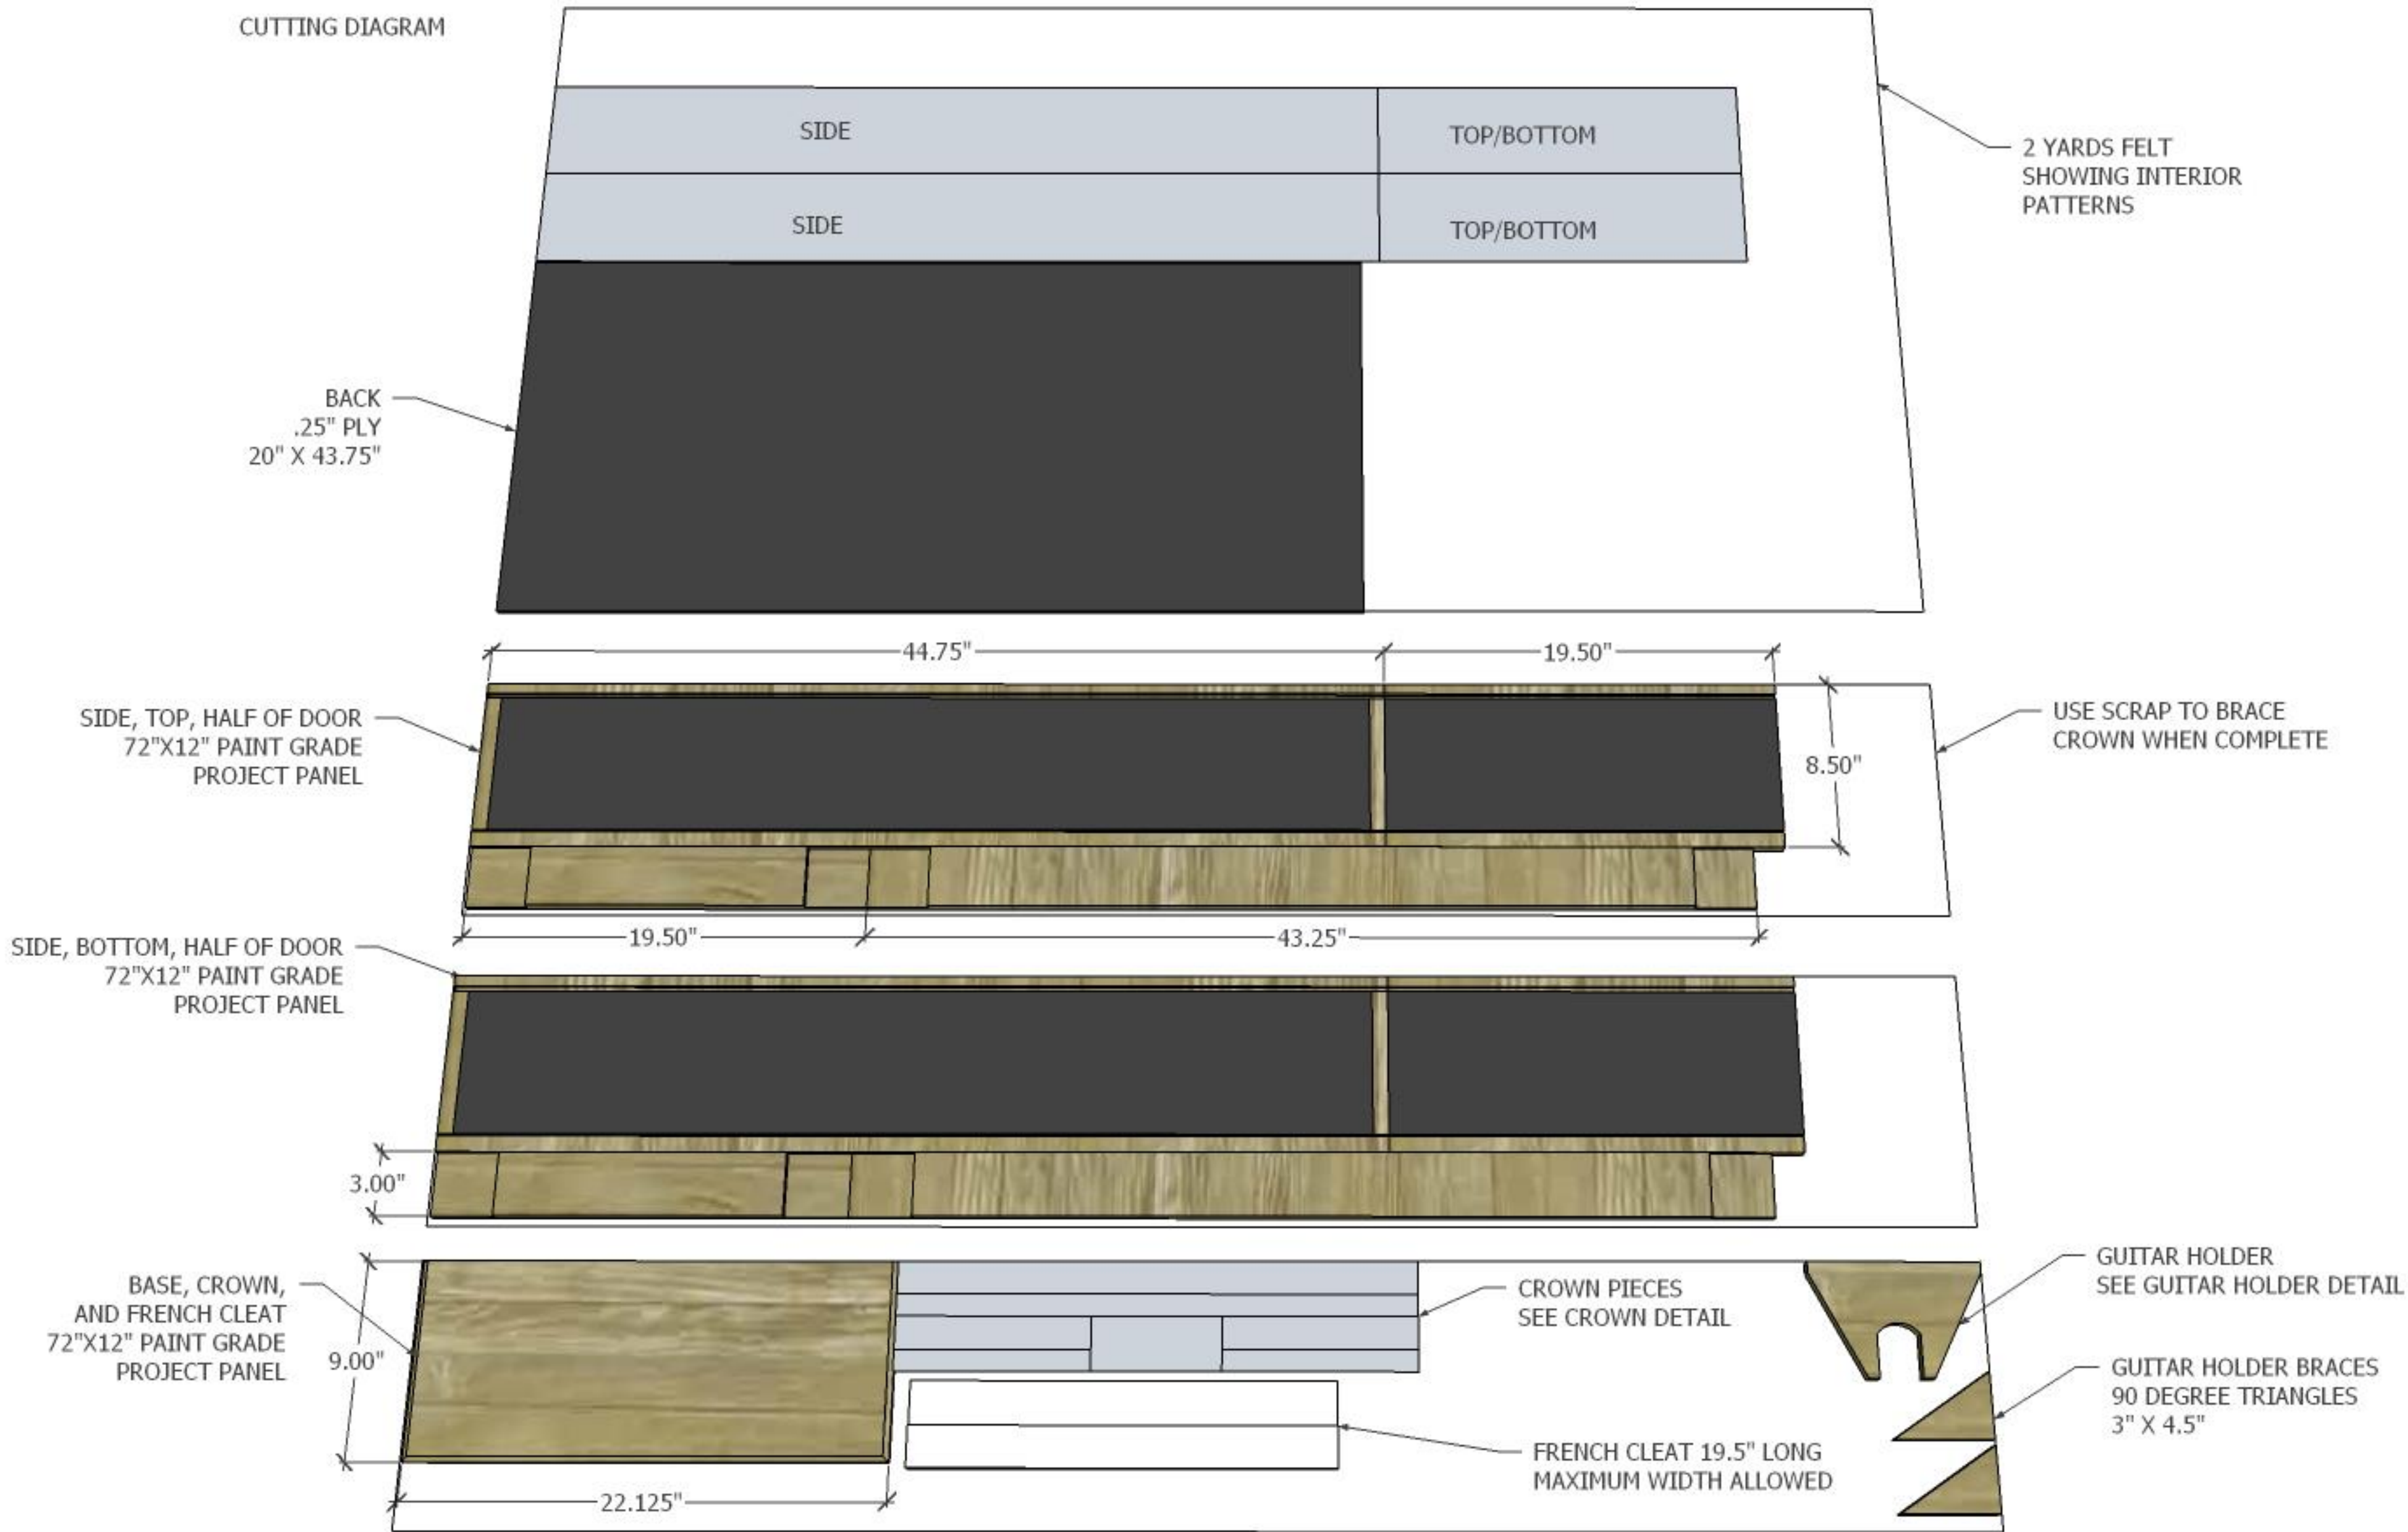 CUTTING DIAGRAM
SIDE
TOP/BOTTOM
2 YARDS FELT
SHOWING INTERIOR
PATTERNS
SIDE
TOP/BOTTOM
BACK
.25" PLY
20" X 43.75"
44.75"
19.50"
SIDE, TOP, HALF OF DOOR
72"X12" PAINT GRADE
PROJECT PANEL
USE SCRAP TO BRACE
CROWN WHEN COMPLETE
8.50"
19.50"
43.25"
SIDE, BOTTOM, HALF OF DOOR
72"X12" PAINT GRADE
PROJECT PANEL
3.00"
BASE, CROWN,
AND FRENCH CLEAT
72"X12" PAINT GRADE
PROJECT PANEL
9.00"
CROWN PIECES
SEE CROWN DETAIL
GUITAR HOLDER
SEE GUITAR HOLDER DETAIL
GUITAR HOLDER BRACES
90 DEGREE TRIANGLES
3" X 4.5"
FRENCH CLEAT 19.5" LONG
MAXIMUM WIDTH ALLOWED
22.125"